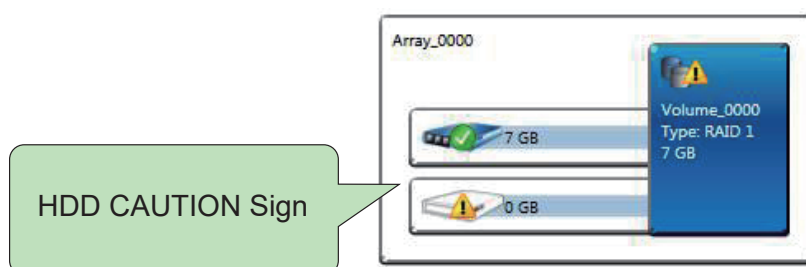 Array_0000
Volume_0000
Type: RAID 1
7 GB
7 GB
0 GB
HDD CAUTION Sign